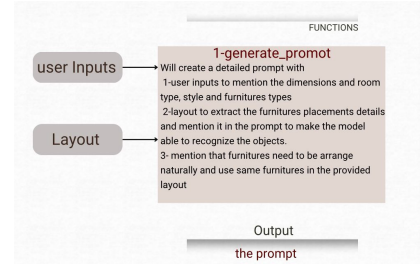 FUNCTIONS
1-generate_promot
user Inputs
Will create a detailed prompt with
1-user inputs to mention the dimensions and room
type, style and furnitures types
2-layout to extract the furnitures placements details
and mention it in the prompt to make the model
able to recognize the objects.
3- mention that furnitures need to be arrange
naturally and use same furnitures in the provided
layout
Layout
Output
the prompt